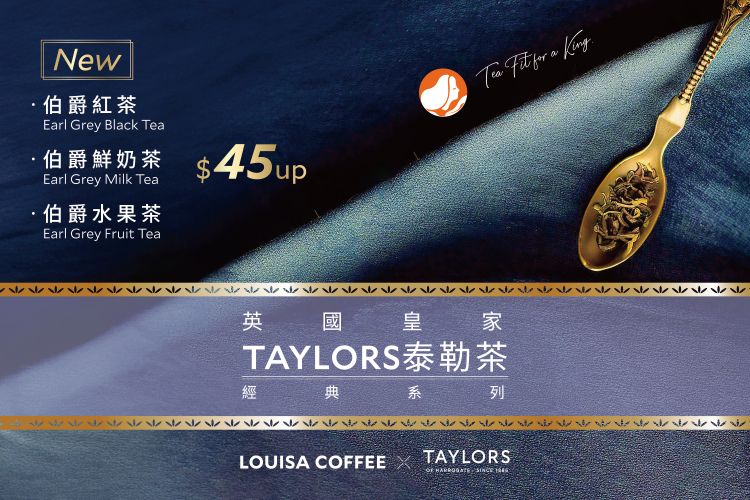 New
· 伯爵紅茶
Earl Grey Black Tea
· 伯爵鮮奶茶
Earl Grey Milk Tea
· 伯爵水果茶
Earl Grey Fruit Tea
$45up
Tea Fit for a King.
英國皇家
TAYLORS泰勒茶
經典系列
LOUISA COFFEE × TAYLORS
OF HARROGATE · SINCE 1886